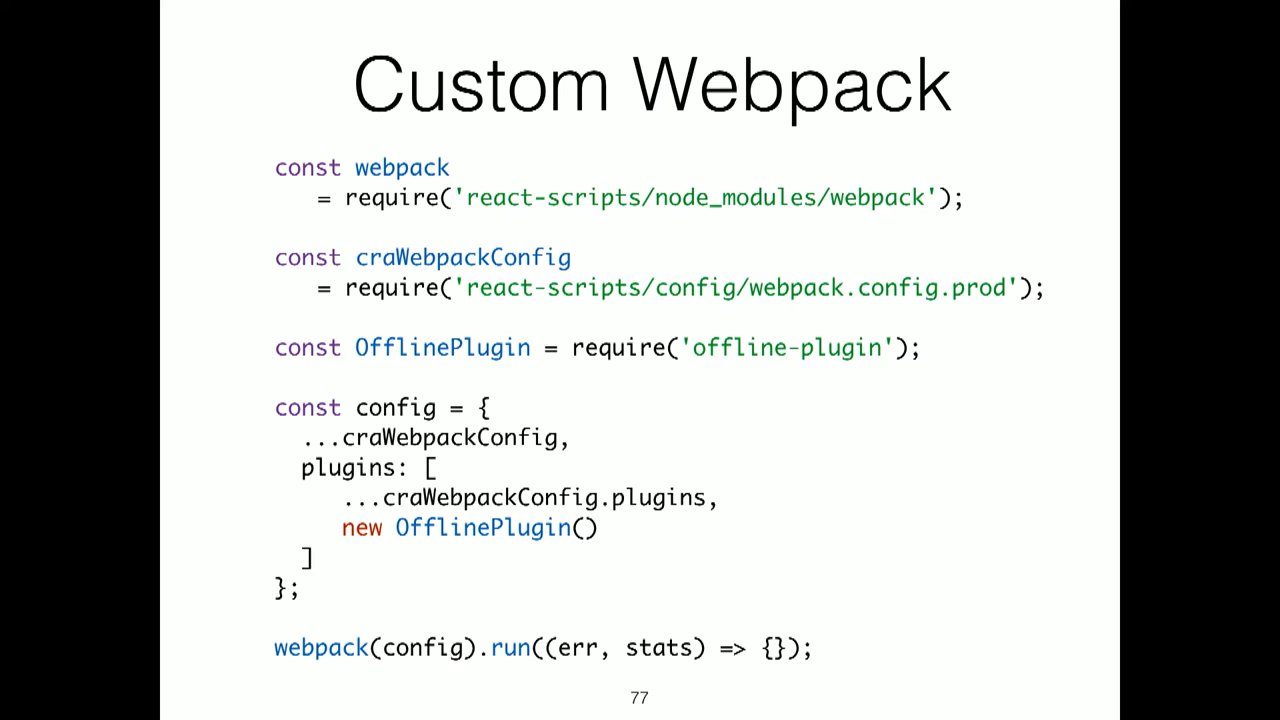 Custom Webpack
const webpack
= require('react-scripts/node_modules/webpack');
const craWebpackConfig
= require('react-scripts/config/webpack.config.prod');
const OfflinePlugin = require('offline-plugin');
const config = {
...craWebpackConfig,
plugins: [
...craWebpackConfig.plugins,
new OfflinePlugin()
]
};
webpack(config).run((err, stats) => {});
77